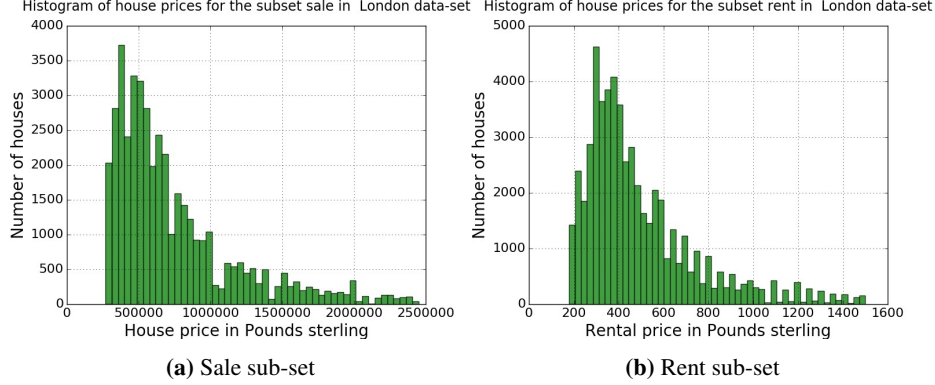 Histogram of house prices for the subset sale in  London data-set
4000
3500
3000
2500
2000
1500
1000
500
0
Number of houses
0 500000 1000000 1500000 2000000 2500000
House price in Pounds sterling
(a) Sale sub-set
Histogram of house prices for the subset rent in  London data-set
5000
4000
3000
2000
1000
0
Number of houses
0 200 400 600 800 1000 1200 1400 1600
Rental price in Pounds sterling
(b) Rent sub-set